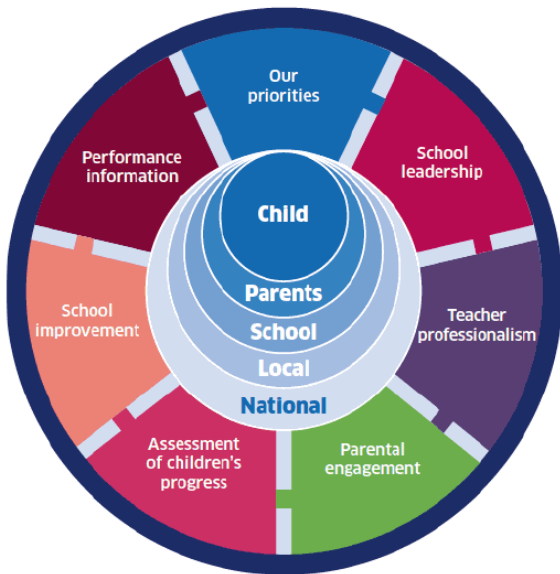 Our
priorities
School
leadership
Teacher
professionalism
Parental
engagement
Assessment
of children's
progress
School
improvement
Performance
information
Child
Parents
School
Local
National